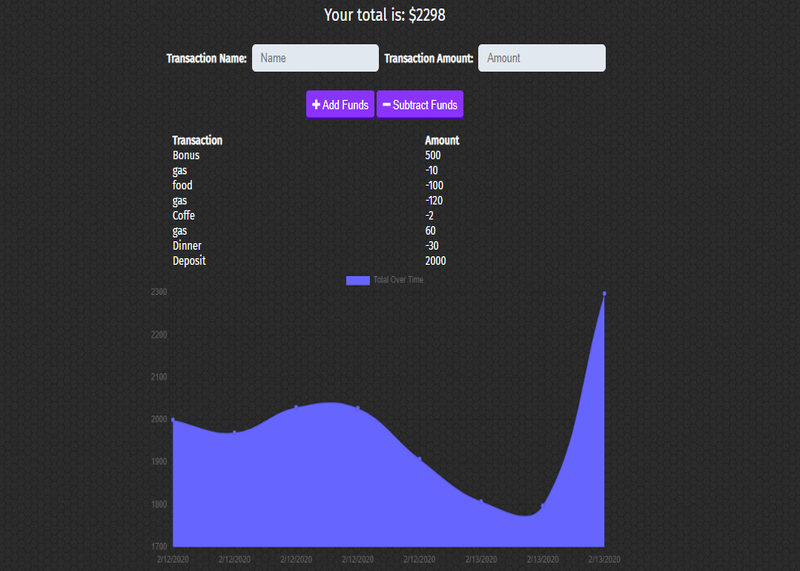 Your total is: $2298
Transaction Name: Name Transaction Amount: Amount
+ Add Funds − Subtract Funds
Transaction Amount
Bonus 500
gas -10
food -100
gas -120
Coffe -2
gas 60
Dinner -30
Deposit 2000
Total Over Time
2300
2200
2100
2000
1900
1800
1700
2/12/2020 2/12/2020 2/12/2020 2/12/2020 2/12/2020 2/13/2020 2/13/2020 2/13/2020